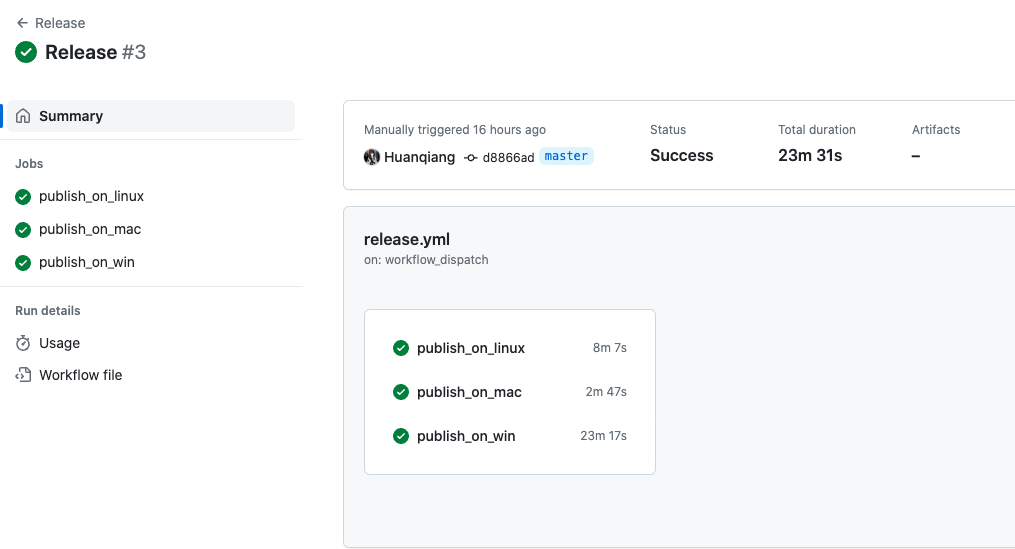 Release
Release #3
Summary
Jobs
publish_on_linux
publish_on_mac
publish_on_win
Run details
Usage
Workflow file
Manually triggered 16 hours ago
Huanqiang d8866ad master
Status
Success
Total duration
23m 31s
Artifacts
–
release.yml
on: workflow_dispatch
publish_on_linux 8m 7s
publish_on_mac 2m 47s
publish_on_win 23m 17s